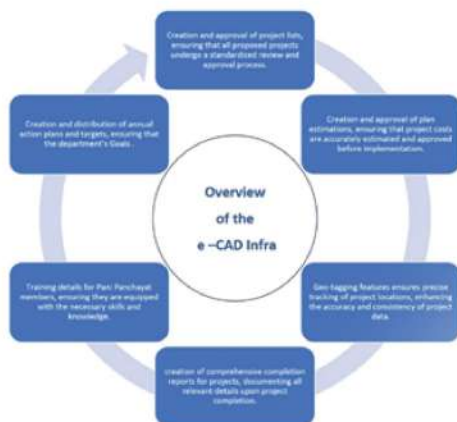 Creation and approval of project lists,
ensuring that all proposed projects
undergo a standardized review and
approval process.
Creation and approval of plan
estimations, ensuring that project costs
are accurately estimated and approved
before implementation.
Geo-tagging features ensures precise
tracking of project locations, enhancing
the accuracy and consistency of project
data.
creation of comprehensive completion
reports for projects, documenting all
relevant details upon project
completion.
Training details for Pani Panchayat
members, ensuring they are equipped
with the necessary skills and
knowledge.
Creation and distribution of annual
action plans and targets, ensuring that
the department's Goals .
Overview
of the
e –CAD Infra